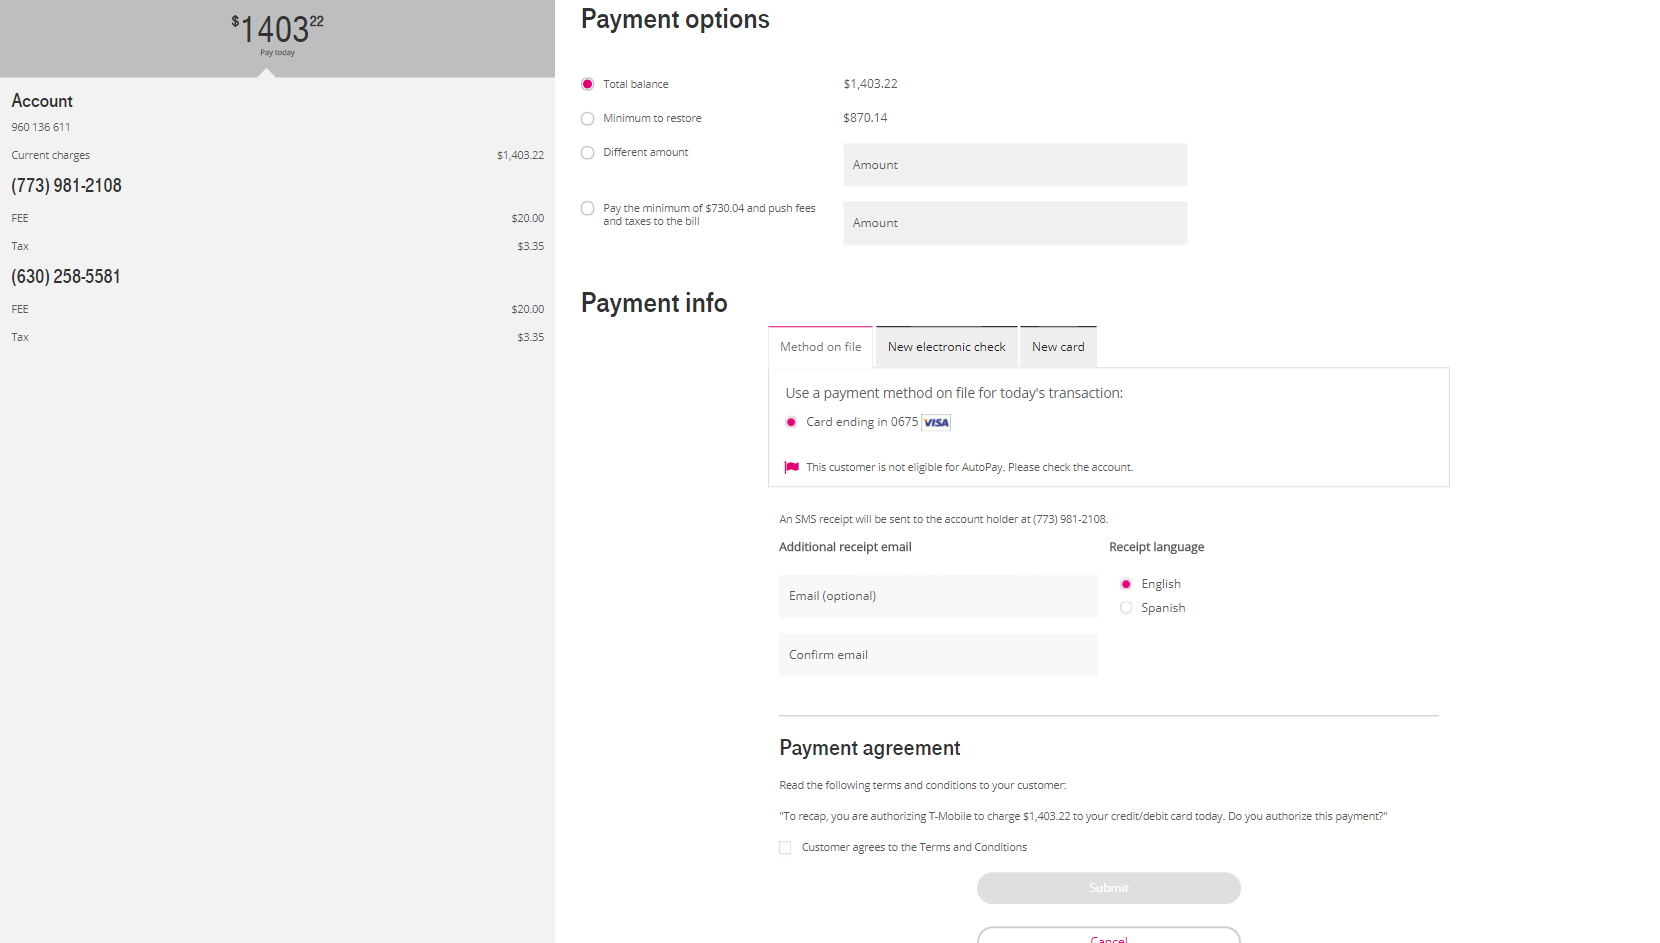 $1403 22
Pay today
Account
960 136 611
Current charges $1,403.22
(773) 981-2108
FEE $20.00
Tax $3.35
(630) 258-5581
FEE $20.00
Tax $3.35
Payment options
Total balance $1,403.22
Minimum to restore $870.14
Different amount
Amount
Pay the minimum of $730.04 and push fees
and taxes to the bill
Amount
Payment info
Method on file New electronic check New card
Use a payment method on file for today's transaction:
Card ending in 0675 VISA
This customer is not eligible for AutoPay. Please check the account.
An SMS receipt will be sent to the account holder at (773) 981-2108.
Additional receipt email Receipt language
Email (optional)
English
Spanish
Confirm email
Payment agreement
Read the following terms and conditions to your customer:
"To recap, you are authorizing T-Mobile to charge $1,403.22 to your credit/debit card today. Do you authorize this payment?"
Customer agrees to the Terms and Conditions
Submit
Cancel